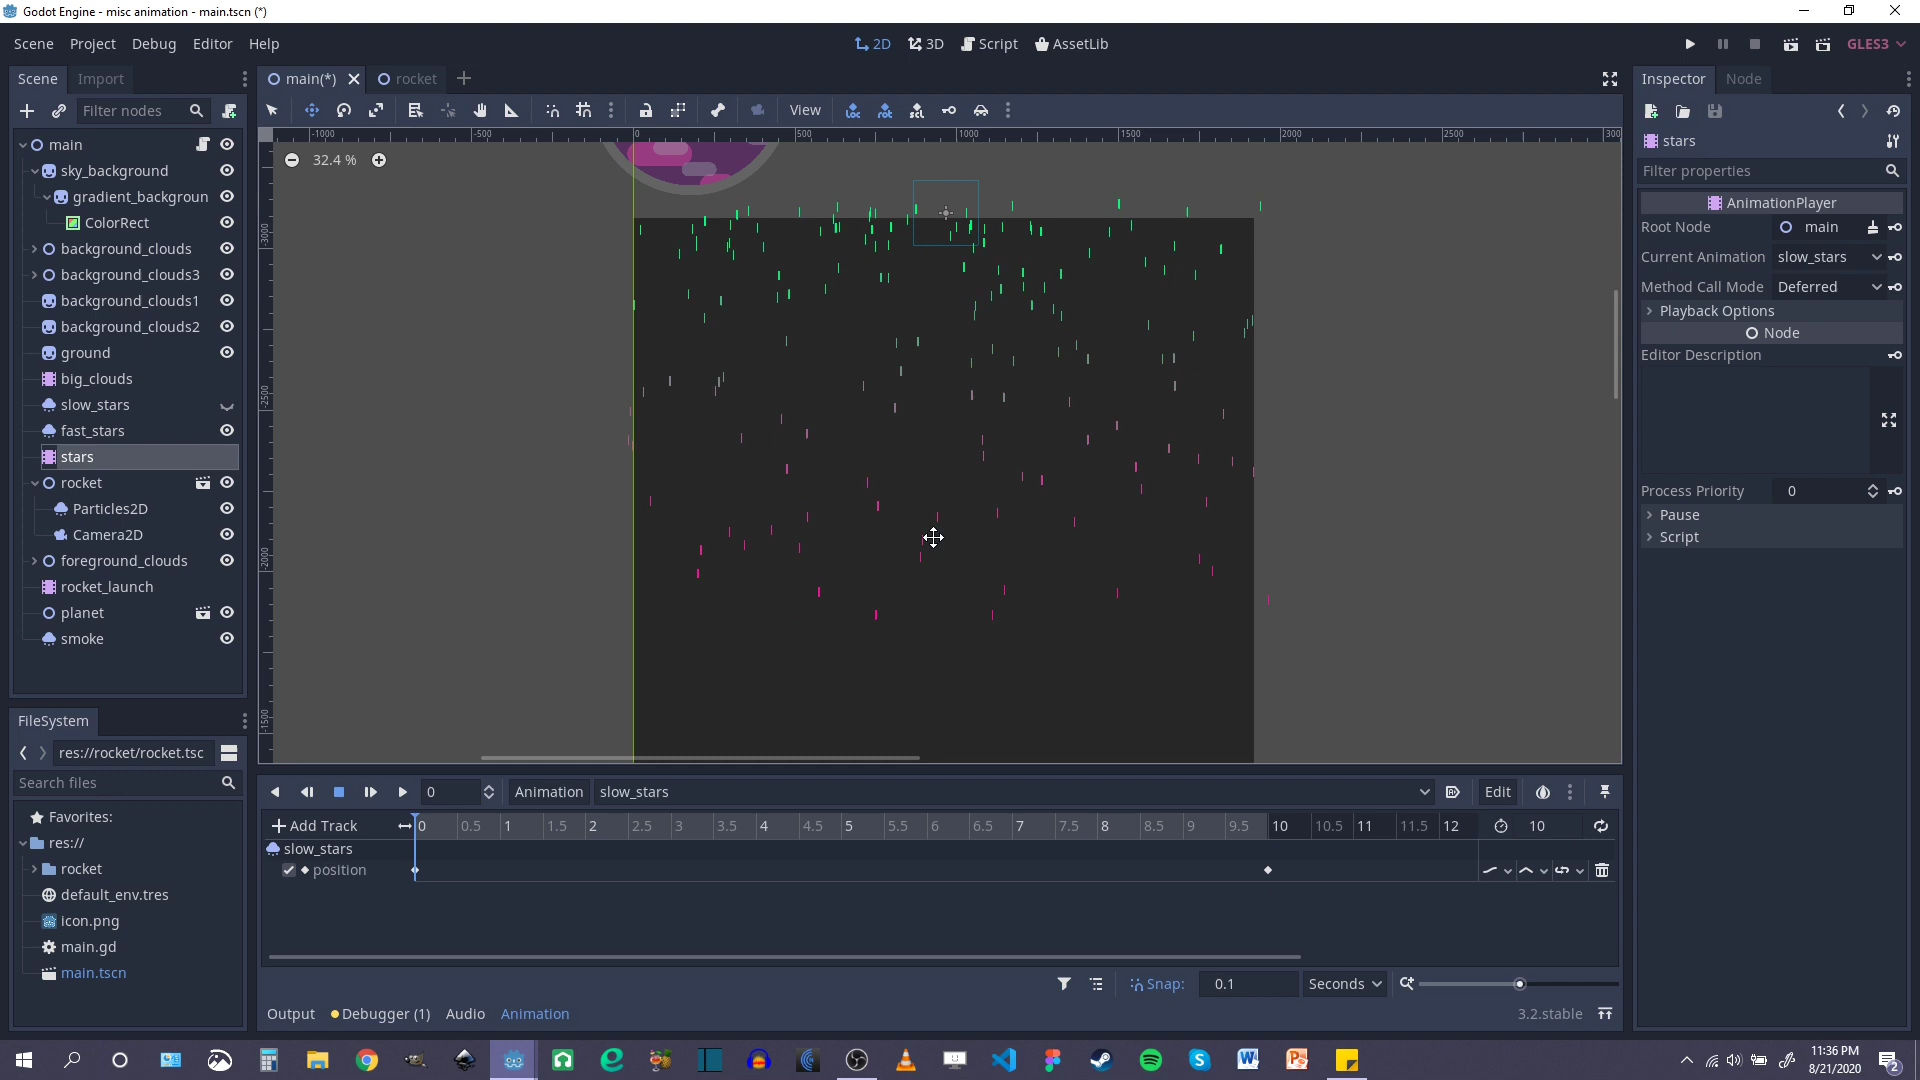 Godot Engine - misc animation - main.tscn (*)
Scene Project Debug Editor Help
2D 3D Script AssetLib
GLES3
Scene Import
main(*) rocket
Inspector Node
Filter nodes
View
stars
32.4 %
-1000 -500 0 500 1000 1500 2000 2500 300
-3000
-2500
-2000
-1500
main
sky_background
gradient_backgroun
ColorRect
background_clouds
background_clouds3
background_clouds1
background_clouds2
ground
big_clouds
slow_stars
fast_stars
stars
rocket
Particles2D
Camera2D
foreground_clouds
rocket_launch
planet
smoke
Filter properties
AnimationPlayer
Root Node main
Current Animation slow_stars
Method Call Mode Deferred
Playback Options
Node
Editor Description
Process Priority 0
Pause
Script
FileSystem
res://rocket/rocket.tsc
Search files
Favorites:
res://
rocket
default_env.tres
icon.png
main.gd
main.tscn
0 Animation slow_stars Edit
Add Track 0 0.5 1 1.5 2 2.5 3 3.5 4 4.5 5 5.5 6 6.5 7 7.5 8 8.5 9 9.5 10 10.5 11 11.5 12 10
slow_stars
position
Snap: 0.1 Seconds
Output Debugger (1) Audio Animation 3.2.stable
11:36 PM
8/21/2020
2